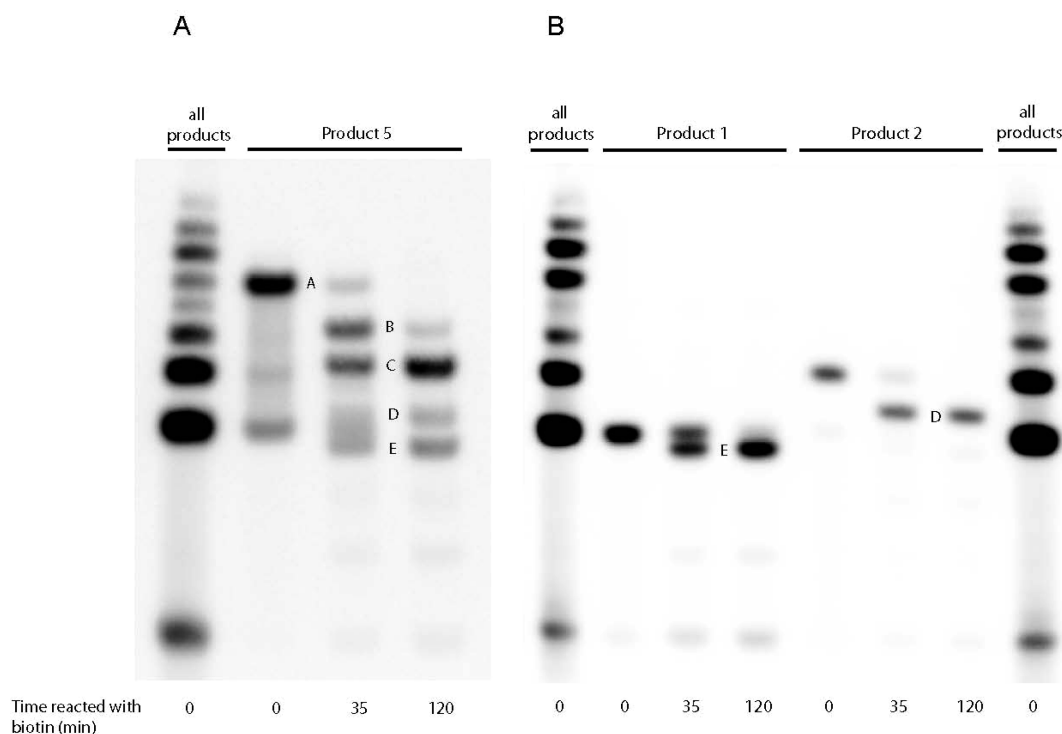 A
B
all
products
Product 5
all
products
Product 1
Product 2
all
products
A
B
C
D
E
E
D
Time reacted with
biotin (min)
0
0
35
120
0
0
35
120
0
35
120
0